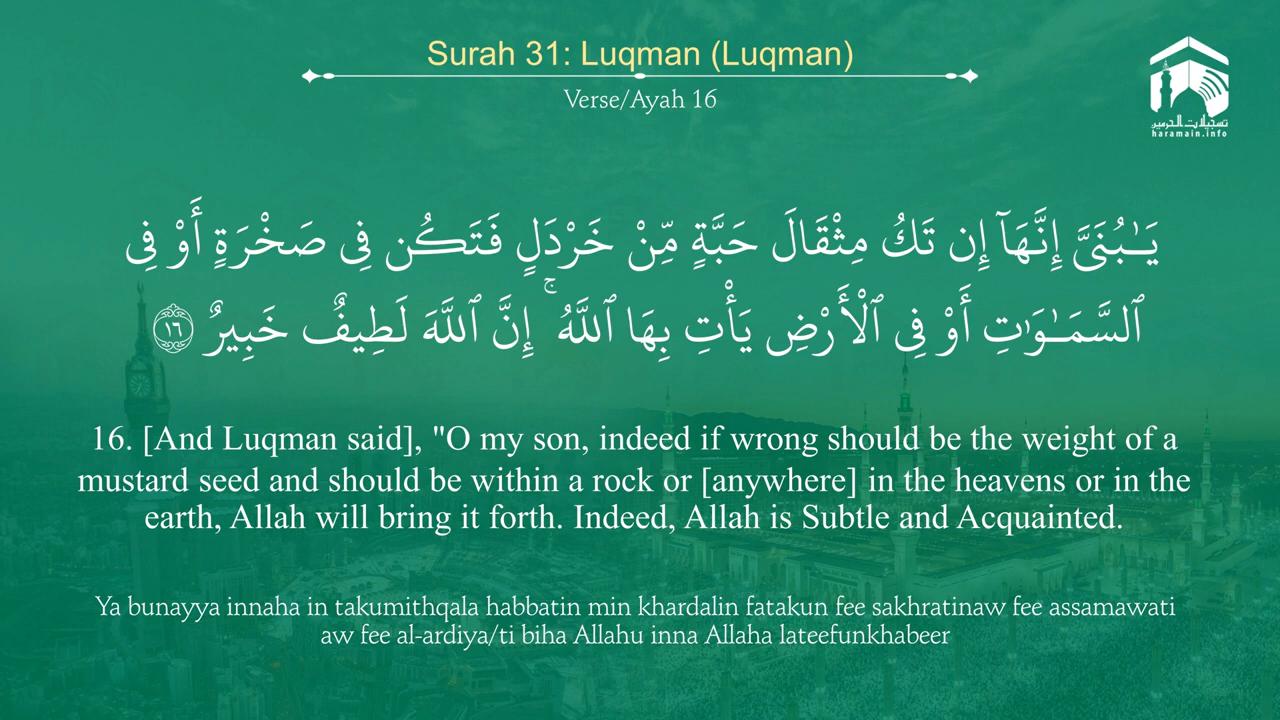 Surah 31: Luqman (Luqman)
Verse/Ayah 16
تسجيلات الحرمين
haramain.info
يَـٰبُنَىَّ إِنَّهَآ إِن تَكُ مِثْقَالَ حَبَّةٍ مِّنْ خَرْدَلٍ فَتَكُن فِى صَخْرَةٍ أَوْ فِى
ٱلسَّمَـٰوَٰتِ أَوْ فِى ٱلْأَرْضِ يَأْتِ بِهَا ٱللَّهُ ۚ إِنَّ ٱللَّهَ لَطِيفٌ خَبِيرٌ ١٦
16. [And Luqman said], "O my son, indeed if wrong should be the weight of a
mustard seed and should be within a rock or [anywhere] in the heavens or in the
earth, Allah will bring it forth. Indeed, Allah is Subtle and Acquainted.
Ya bunayya innaha in takumithqala habbatin min khardalin fatakun fee sakhratinaw fee assamawati
aw fee al-ardiya/ti biha Allahu inna Allaha lateefunkhabeer